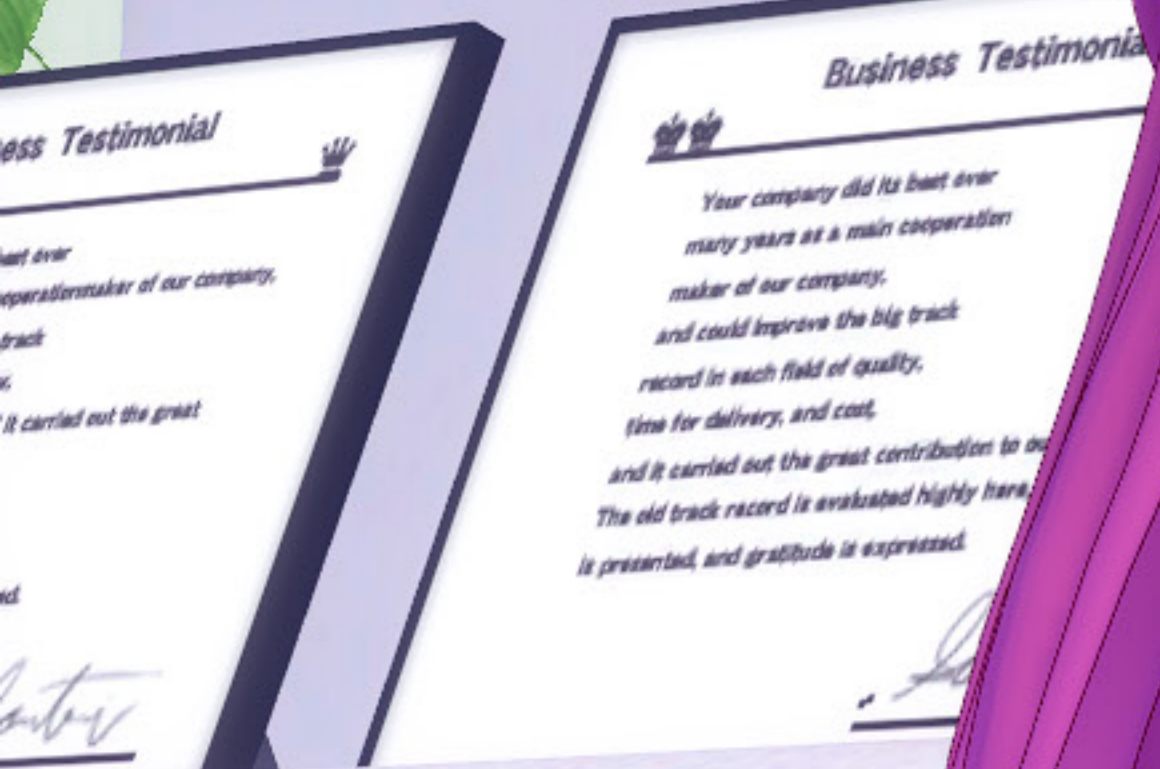 ess Testimonial
best over
operationmaker of our company,
track
it carried out the great
Business Testimonia
Your company did its best over
many years as a main cooperation
maker of our company,
and could improve the big track
record in each field of quality,
time for delivery, and cost,
and it carried out the great contribution to ou
The old track record is evaluated highly here,
is presented, and gratitude is expressed.